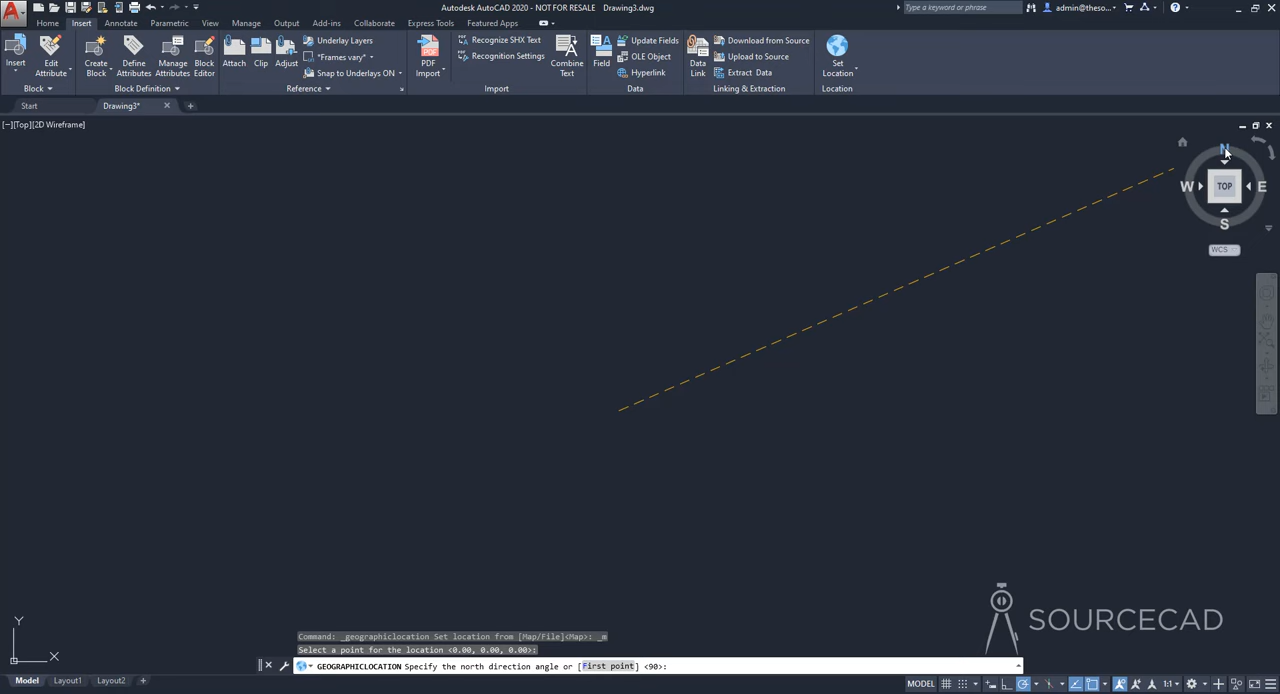 Autodesk AutoCAD 2020 - NOT FOR RESALE Drawing3.dwg
Type a keyword or phrase
admin@theso...
Home Insert Annotate Parametric View Manage Output Add-ins Collaborate Express Tools Featured Apps
Insert
Edit Attribute
Create Block
Define Attributes
Manage Attributes
Block Editor
Attach
Clip
Adjust
Underlay Layers
*Frames vary*
Snap to Underlays ON
PDF Import
Recognize SHX Text
Recognition Settings
Combine Text
Field
Update Fields
OLE Object
Hyperlink
Data Link
Download from Source
Upload to Source
Extract Data
Set Location
Block Block Definition Reference Import Data Linking & Extraction Location
Start Drawing3*
[−][Top][2D Wireframe]
N
W TOP E
S
WCS
SOURCECAD
Y
X
Command: _geographiclocation Set location from [Map/File]<Map>: _m
Select a point for the location <0.00, 0.00, 0.00>:
GEOGRAPHICLOCATION Specify the north direction angle or [First point] <90>:
Model Layout1 Layout2
MODEL 1:1